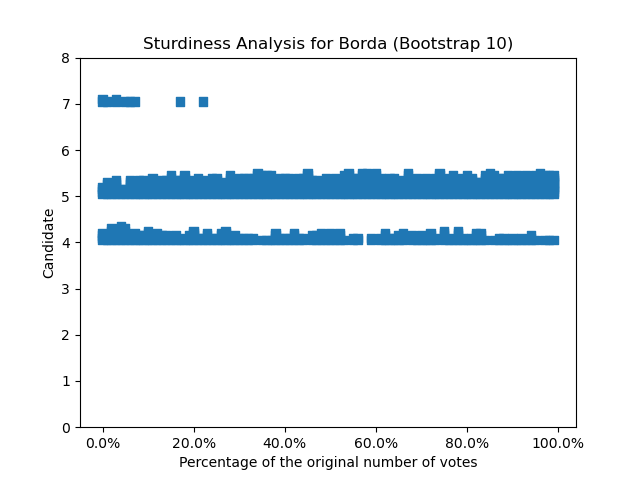 Sturdiness Analysis for Borda (Bootstrap 10)
8
7
6
5
4
3
2
1
0
Candidate
0.0% 20.0% 40.0% 60.0% 80.0% 100.0%
Percentage of the original number of votes